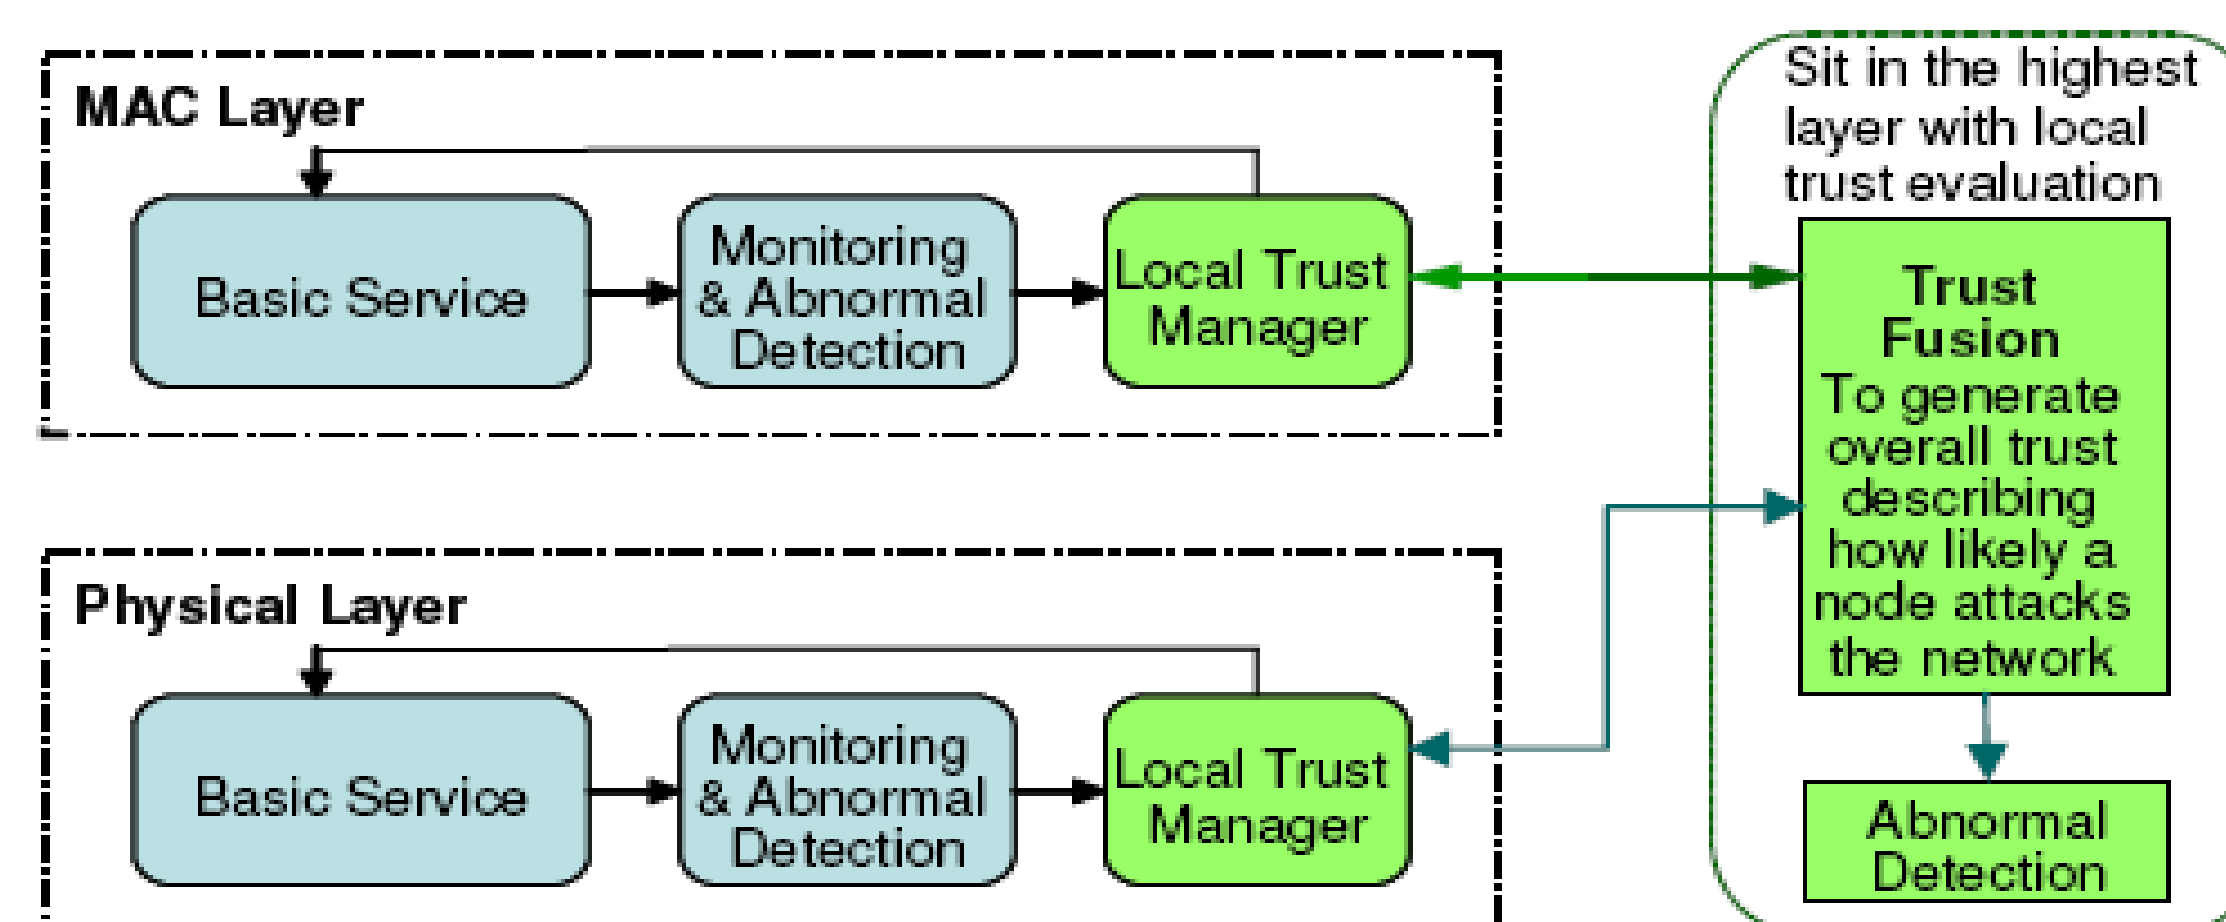 MAC Layer
Basic Service
Monitoring
& Abnormal
Detection
Local Trust
Manager
Physical Layer
Basic Service
Monitoring
& Abnormal
Detection
Local Trust
Manager
Sit in the highest
layer with local
trust evaluation
Trust
Fusion
To generate
overall trust
describing
how likely a
node attacks
the network
Abnormal
Detection